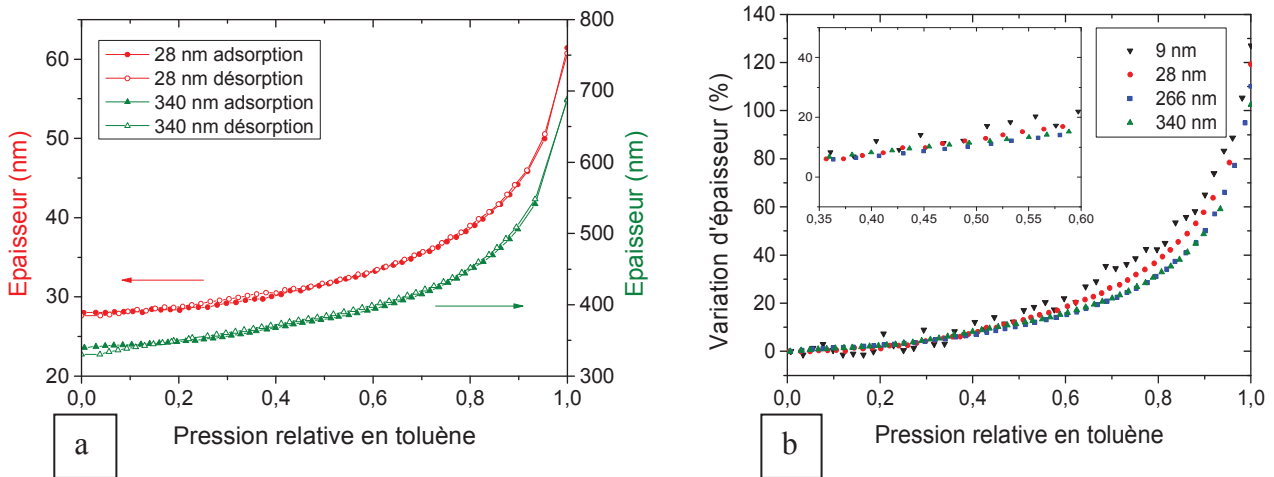 28 nm adsorption
28 nm désorption
340 nm adsorption
340 nm désorption
Epaisseur (nm)
60
50
40
30
20
800
700
600
500
400
300
Epaisseur (nm)
0,0 0,2 0,4 0,6 0,8 1,0
Pression relative en toluène
a
Variation d'épaisseur (%)
140
120
100
80
60
40
20
0
40
20
0
0,35 0,40 0,45 0,50 0,55 0,60
9 nm
28 nm
266 nm
340 nm
0,0 0,2 0,4 0,6 0,8 1,0
Pression relative en toluène
b